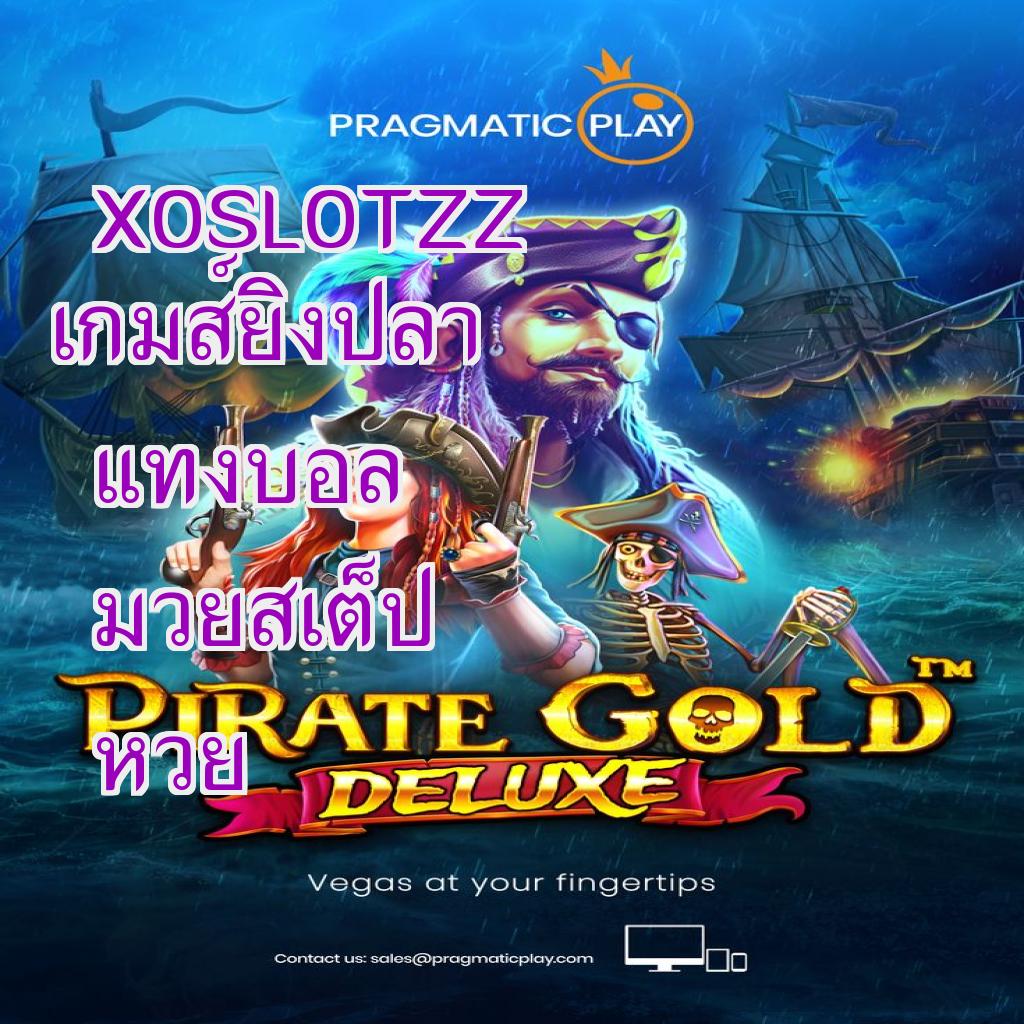 PRAGMATIC PLAY
XOSLOTZZ
เกมส์ยิงปลา
แทงบอล
มวยสเต็ป
PIRATE GOLD™
หวย
DELUXE
Vegas at your fingertips
Contact us: sales@pragmaticplay.com